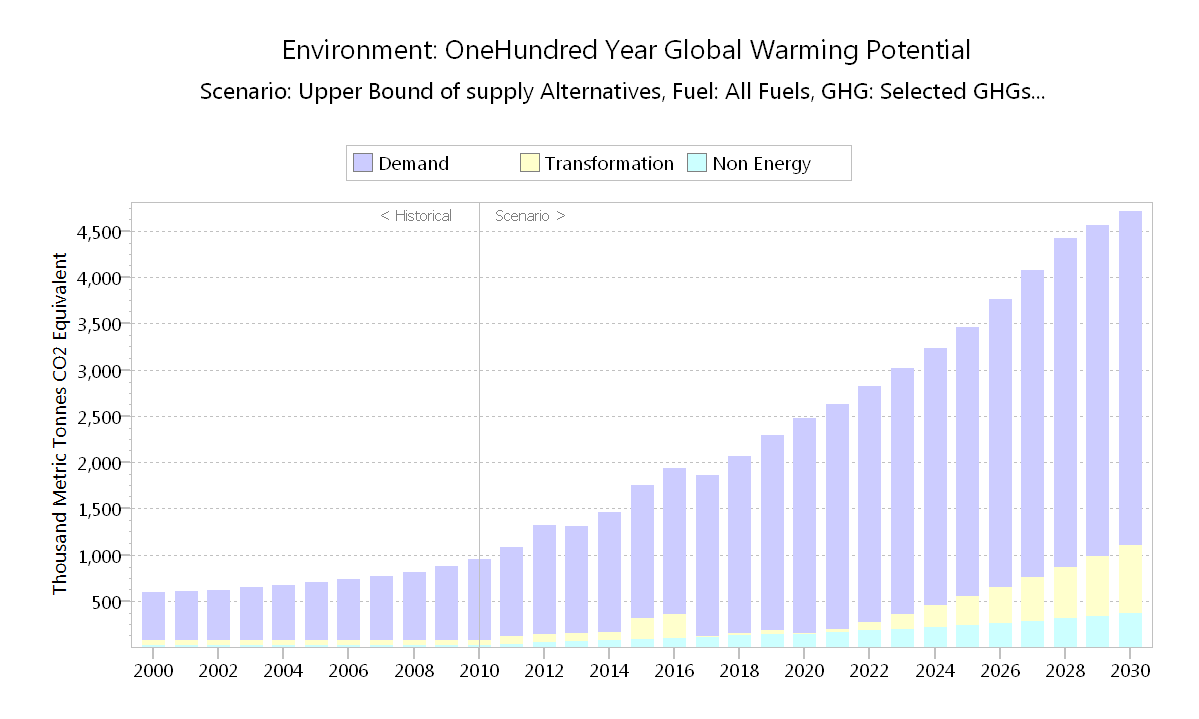 Environment: OneHundred Year Global Warming Potential
Scenario: Upper Bound of supply Alternatives, Fuel: All Fuels, GHG: Selected GHGs...
Demand Transformation Non Energy
< Historical Scenario >
Thousand Metric Tonnes CO2 Equivalent
4,500
4,000
3,500
3,000
2,500
2,000
1,500
1,000
500
2000 2002 2004 2006 2008 2010 2012 2014 2016 2018 2020 2022 2024 2026 2028 2030